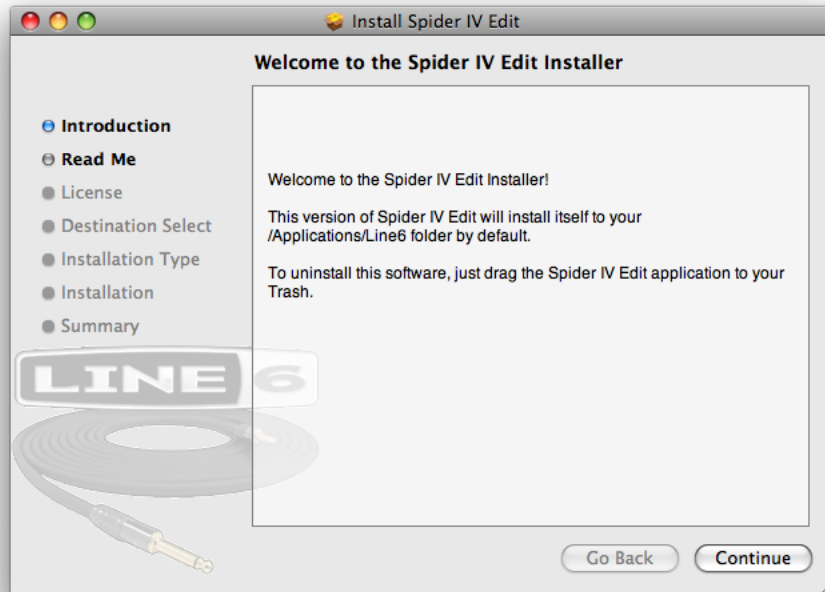 Install Spider IV Edit
Welcome to the Spider IV Edit Installer
Introduction
Read Me
License
Destination Select
Installation Type
Installation
Summary
Welcome to the Spider IV Edit Installer!
This version of Spider IV Edit will install itself to your
/Applications/Line6 folder by default.
To uninstall this software, just drag the Spider IV Edit application to your
Trash.
LINE 6
Go Back
Continue